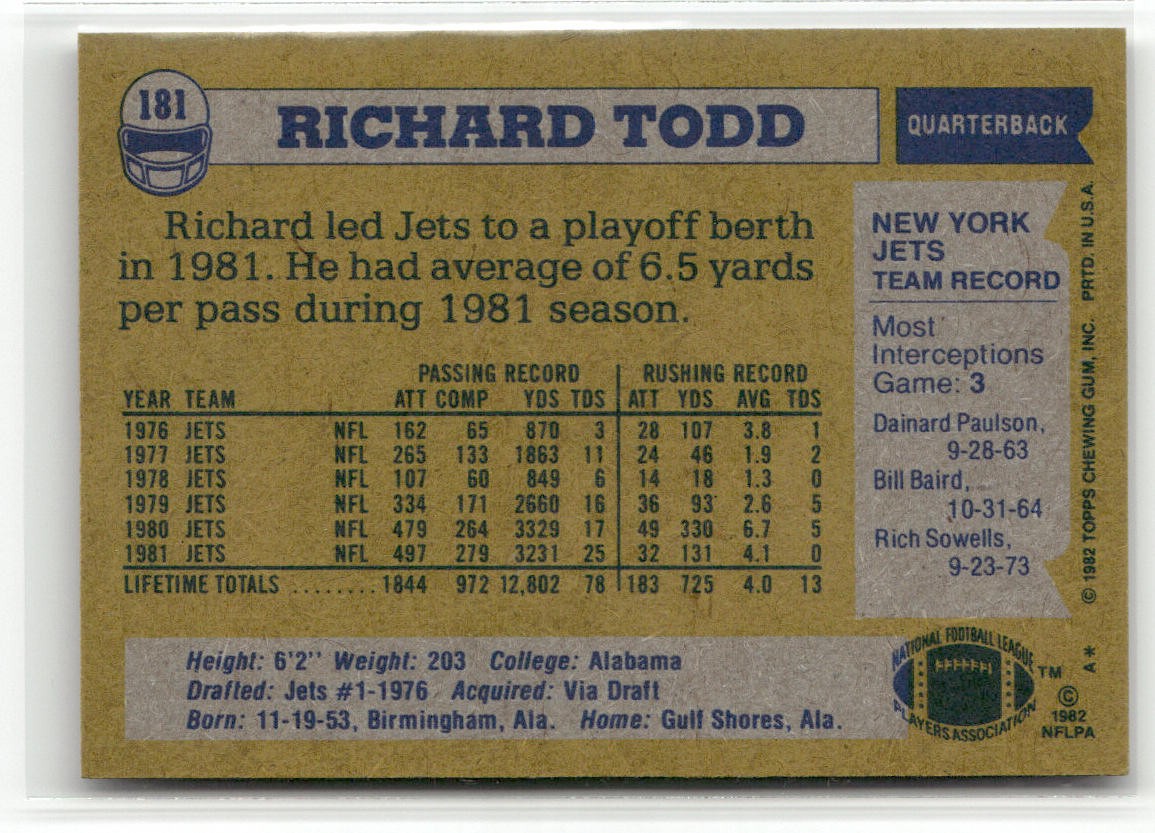 181
RICHARD TODD
QUARTERBACK
Richard led Jets to a playoff berth
in 1981. He had average of 6.5 yards
per pass during 1981 season.
PASSING RECORD RUSHING RECORD
YEAR TEAM ATT COMP YDS TDS ATT YDS AVG TDS
1976 JETS NFL 162 65 870 3 28 107 3.8 1
1977 JETS NFL 265 133 1863 11 24 46 1.9 2
1978 JETS NFL 107 60 849 6 14 18 1.3 0
1979 JETS NFL 334 171 2660 16 36 93 2.6 5
1980 JETS NFL 479 264 3329 17 49 330 6.7 5
1981 JETS NFL 497 279 3231 25 32 131 4.1 0
LIFETIME TOTALS ........ 1844 972 12,802 78 183 725 4.0 13
Height: 6'2" Weight: 203 College: Alabama
Drafted: Jets #1-1976 Acquired: Via Draft
Born: 11-19-53, Birmingham, Ala. Home: Gulf Shores, Ala.
NEW YORK
JETS
TEAM RECORD
Most
Interceptions
Game: 3
Dainard Paulson,
9-28-63
Bill Baird,
10-31-64
Rich Sowells,
9-23-73
© 1982 TOPPS CHEWING GUM, INC. PRTD. IN U.S.A.
A*
NATIONAL FOOTBALL LEAGUE
PLAYERS ASSOCIATION
TM
©
1982
NFLPA